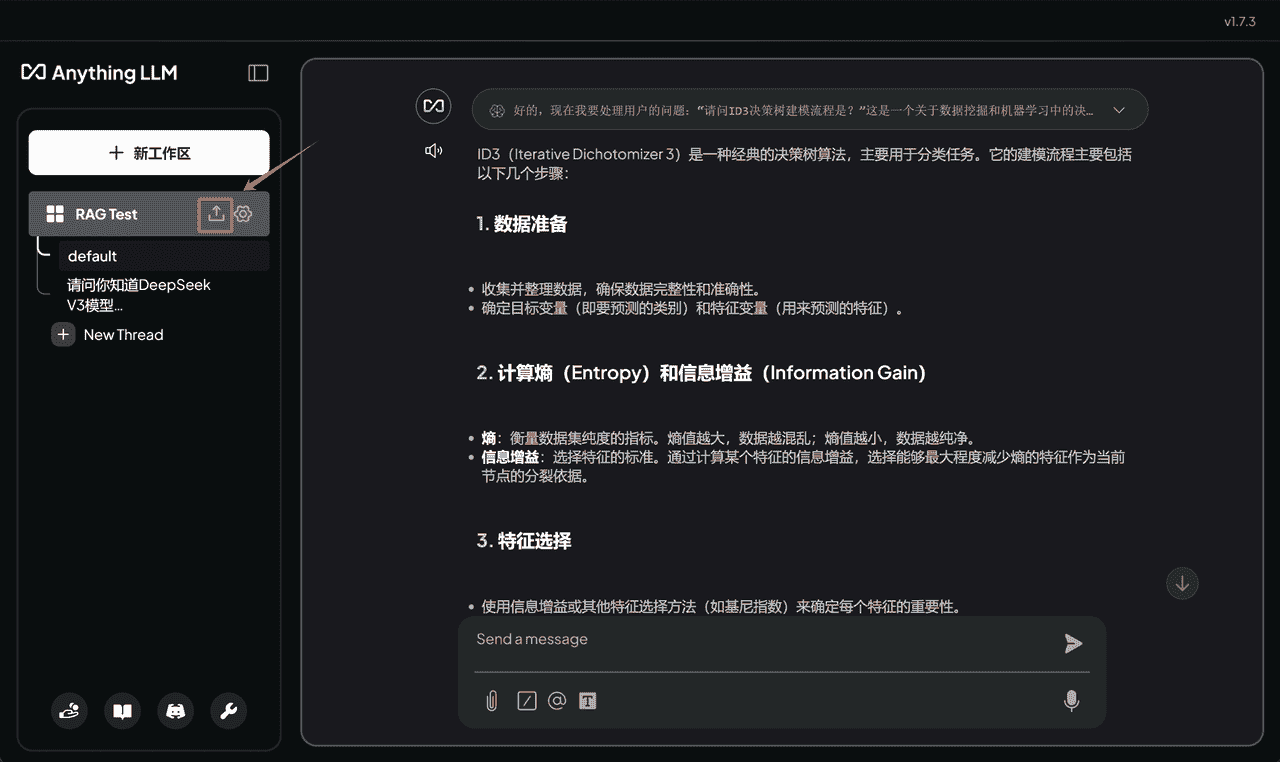 v1.7.3
Anything LLM
新工作区
RAG Test
default
请问你知道DeepSeek
V3模型...
New Thread
好的，现在我要处理用户的问题：“请问ID3决策树建模流程是？”这是一个关于数据挖掘和机器学习中的决…
ID3（Iterative Dichotomizer 3）是一种经典的决策树算法，主要用于分类任务。它的建模流程主要包括
以下几个步骤：
1. 数据准备
• 收集并整理数据，确保数据完整性和准确性。
• 确定目标变量（即要预测的类别）和特征变量（用来预测的特征）。
2. 计算熵（Entropy）和信息增益（Information Gain）
• 熵：衡量数据集纯度的指标。熵值越大，数据越混乱；熵值越小，数据越纯净。
• 信息增益：选择特征的标准。通过计算某个特征的信息增益，选择能够最大程度减少熵的特征作为当前
节点的分裂依据。
3. 特征选择
• 使用信息增益或其他特征选择方法（如基尼指数）来确定每个特征的重要性。
Send a message